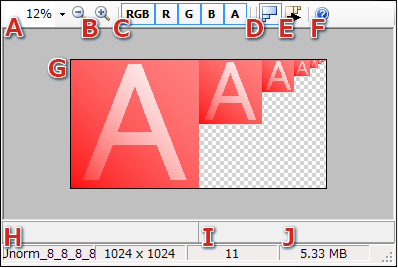 12%
RGB R G B A
A B C D E F
G
A A A A A
H I J
Unorm_8_8_8_8 1024 x 1024 11 5.33 MB